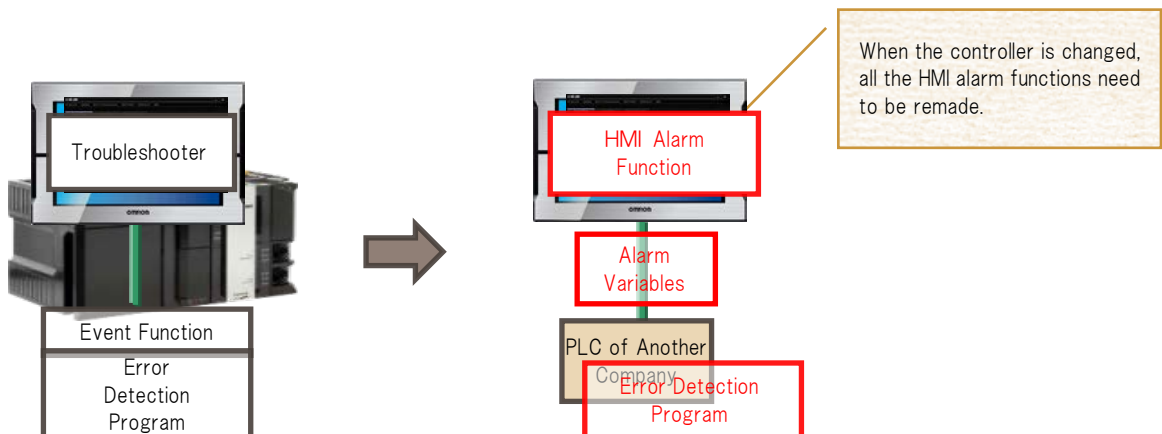 Troubleshooter
OMRON
Event Function
Error
Detection
Program
HMI Alarm
Function
OMRON
Alarm
Variables
PLC of Another
Company
Error Detection
Program
When the controller is changed,
all the HMI alarm functions need
to be remade.